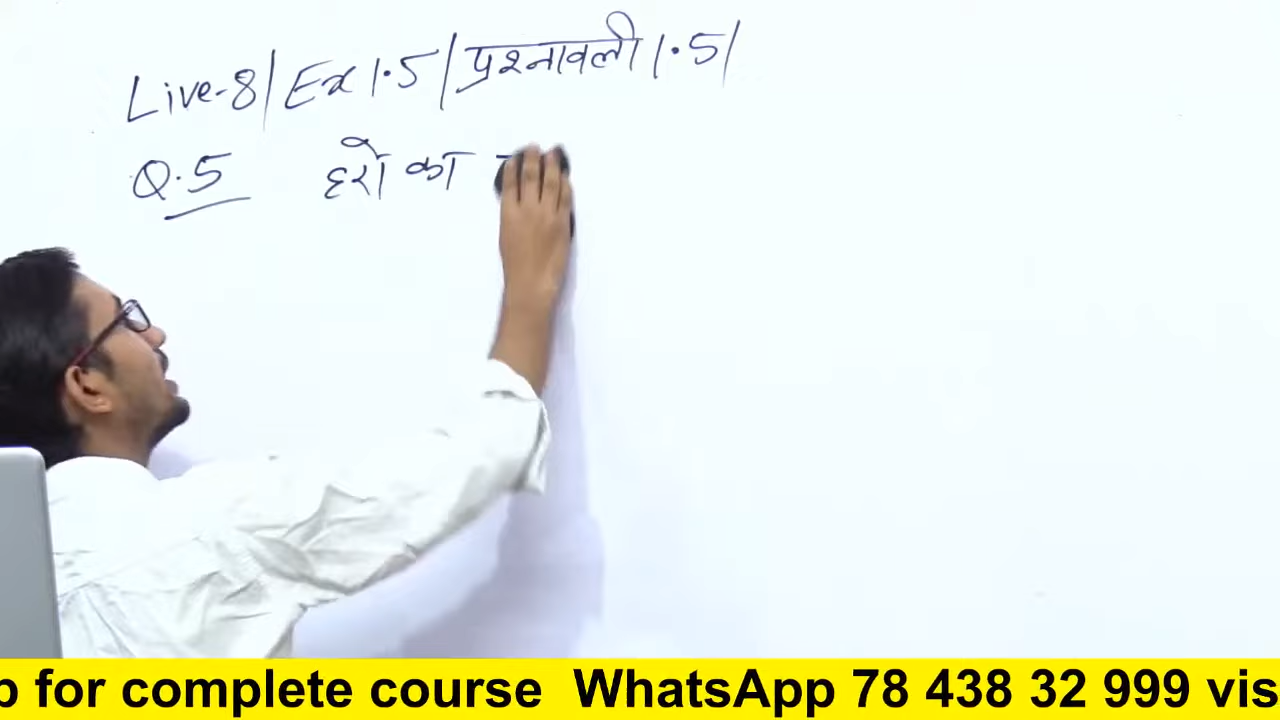 Live-8| Ex 1.5 | प्रश्नावली 1.5|
Q.5 हरो का
p for complete course WhatsApp 78 438 32 999 vis